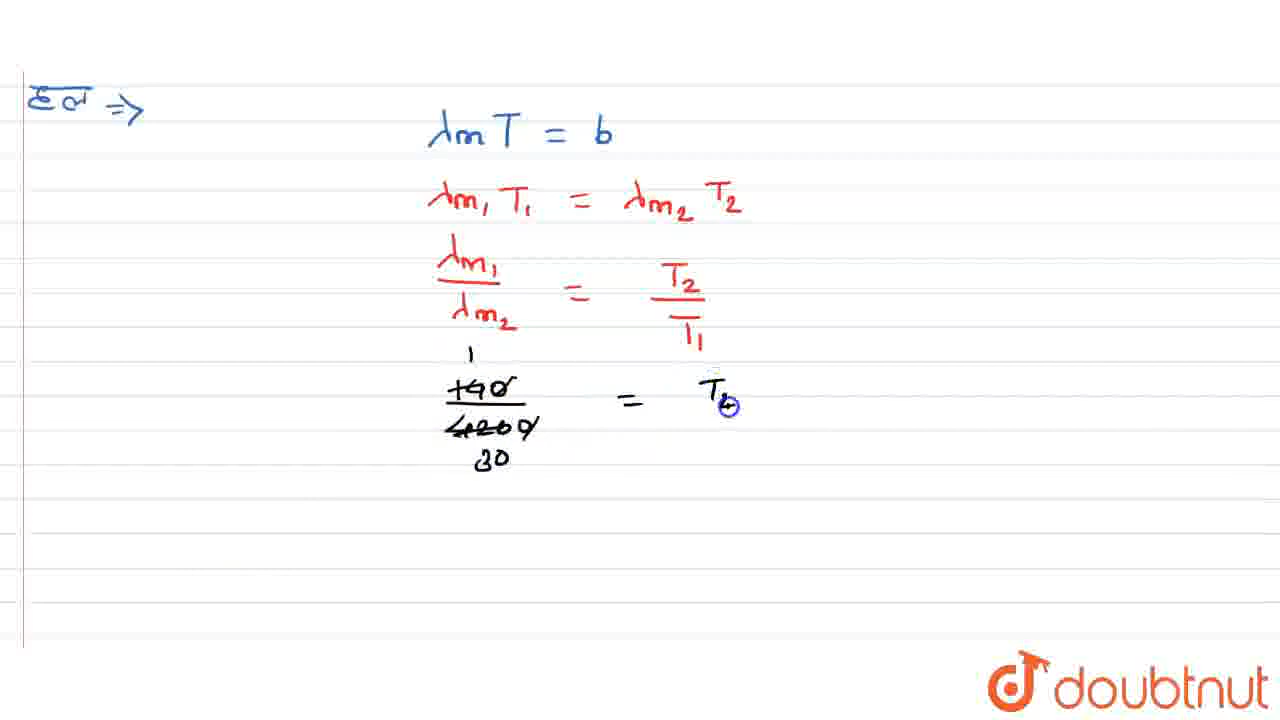 हल ⇒
λm T = b
λm₁ T₁ = λm₂ T₂
λm₁ / λm₂ = T₂ / T₁
1
140 / 4200 = T₂
30
doubtnut